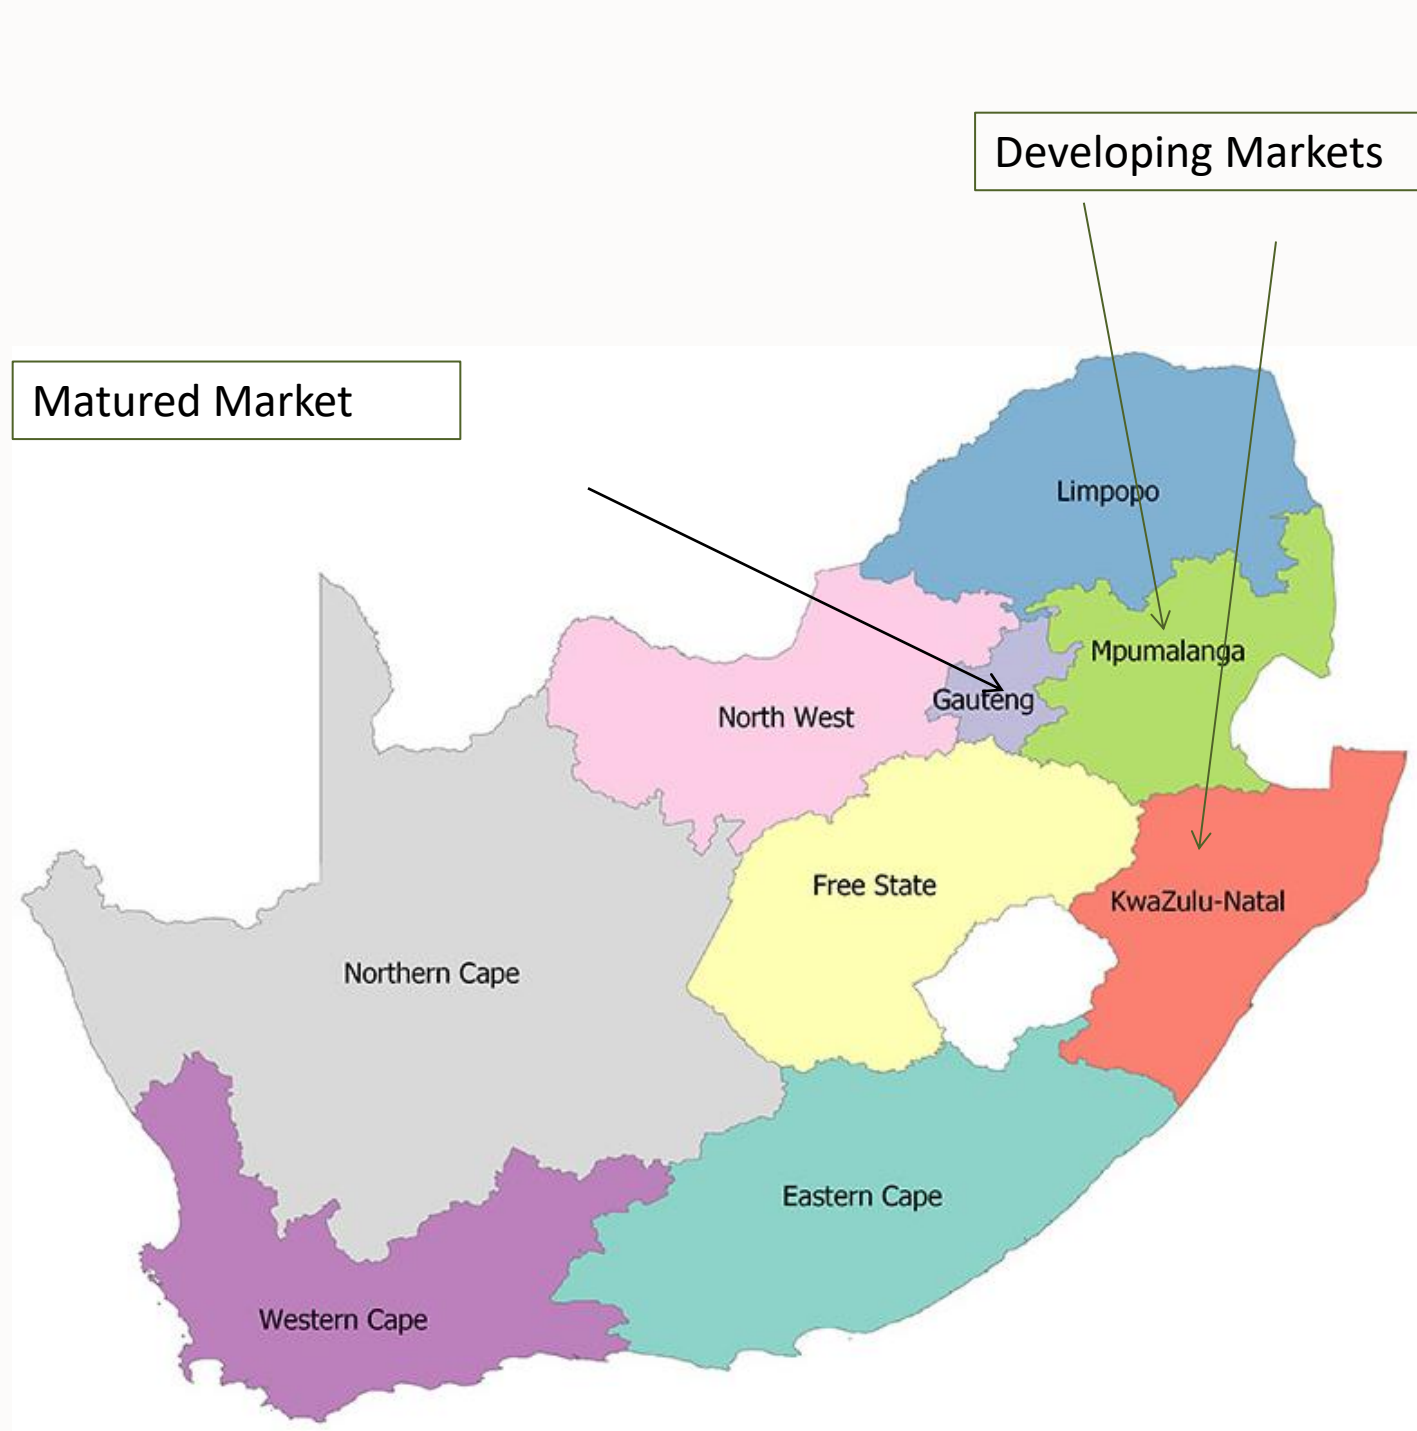 Developing Markets
Matured Market
Limpopo
Mpumalanga
Gauteng
North West
Free State
KwaZulu-Natal
Northern Cape
Eastern Cape
Western Cape